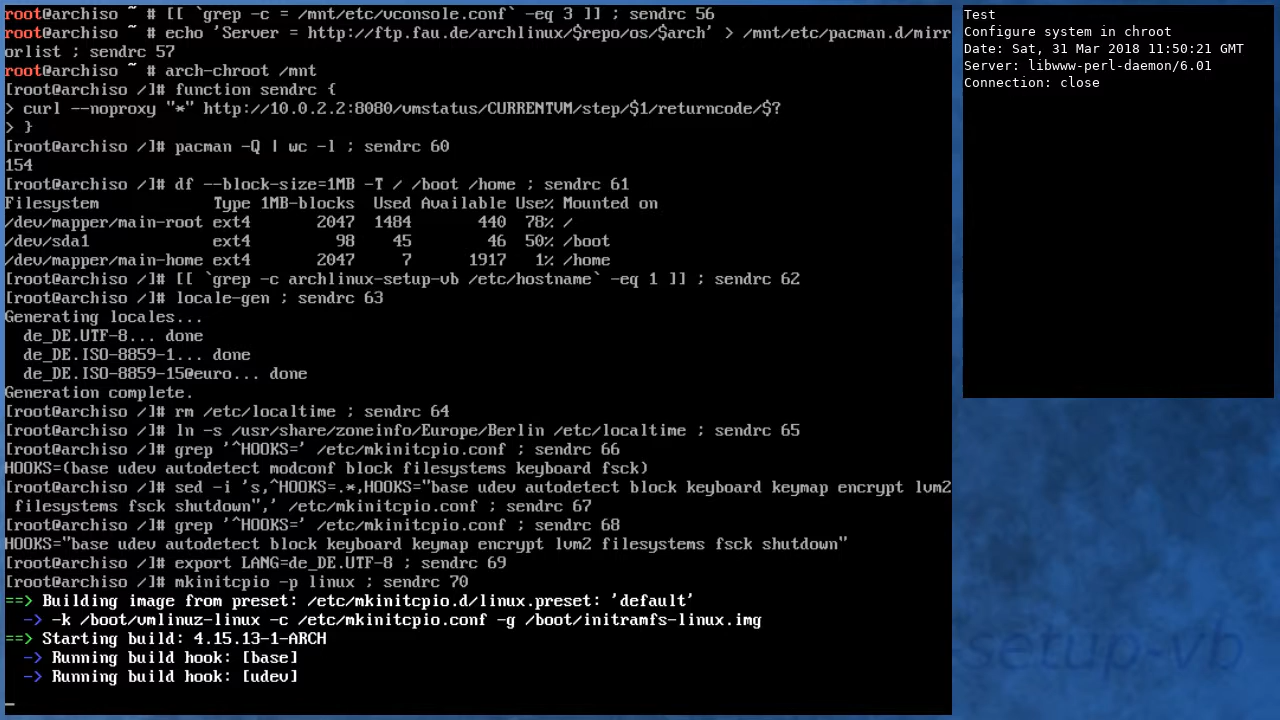 root@archiso ~ # [[ `grep -c = /mnt/etc/vconsole.conf` -eq 3 ]] ; sendrc 56
root@archiso ~ # echo 'Server = http://ftp.fau.de/archlinux/$repo/os/$arch' > /mnt/etc/pacman.d/mirr
orlist ; sendrc 57
root@archiso ~ # arch-chroot /mnt
[root@archiso /]# function sendrc {
> curl --noproxy "*" http://10.0.2.2:8080/vmstatus/CURRENTVM/step/$1/returncode/$?
> }
[root@archiso /]# pacman -Q | wc -l ; sendrc 60
154
[root@archiso /]# df --block-size=1MB -T / /boot /home ; sendrc 61
Filesystem            Type 1MB-blocks  Used Available Use% Mounted on
/dev/mapper/main-root ext4       2047  1484       440  78% /
/dev/sda1             ext4         98    45        46  50% /boot
/dev/mapper/main-home ext4       2047     7      1917   1% /home
[root@archiso /]# [[ `grep -c archlinux-setup-vb /etc/hostname` -eq 1 ]] ; sendrc 62
[root@archiso /]# locale-gen ; sendrc 63
Generating locales...
  de_DE.UTF-8... done
  de_DE.ISO-8859-1... done
  de_DE.ISO-8859-15@euro... done
Generation complete.
[root@archiso /]# rm /etc/localtime ; sendrc 64
[root@archiso /]# ln -s /usr/share/zoneinfo/Europe/Berlin /etc/localtime ; sendrc 65
[root@archiso /]# grep '^HOOKS=' /etc/mkinitcpio.conf ; sendrc 66
HOOKS=(base udev autodetect modconf block filesystems keyboard fsck)
[root@archiso /]# sed -i 's,^HOOKS=.*,HOOKS="base udev autodetect block keyboard keymap encrypt lvm2
 filesystems fsck shutdown",' /etc/mkinitcpio.conf ; sendrc 67
[root@archiso /]# grep '^HOOKS=' /etc/mkinitcpio.conf ; sendrc 68
HOOKS="base udev autodetect block keyboard keymap encrypt lvm2 filesystems fsck shutdown"
[root@archiso /]# export LANG=de_DE.UTF-8 ; sendrc 69
[root@archiso /]# mkinitcpio -p linux ; sendrc 70
==> Building image from preset: /etc/mkinitcpio.d/linux.preset: 'default'
  -> -k /boot/vmlinuz-linux -c /etc/mkinitcpio.conf -g /boot/initramfs-linux.img
==> Starting build: 4.15.13-1-ARCH
  -> Running build hook: [base]
  -> Running build hook: [udev]
_
Test
Configure system in chroot
Date: Sat, 31 Mar 2018 11:50:21 GMT
Server: libwww-perl-daemon/6.01
Connection: close
-setup-vb